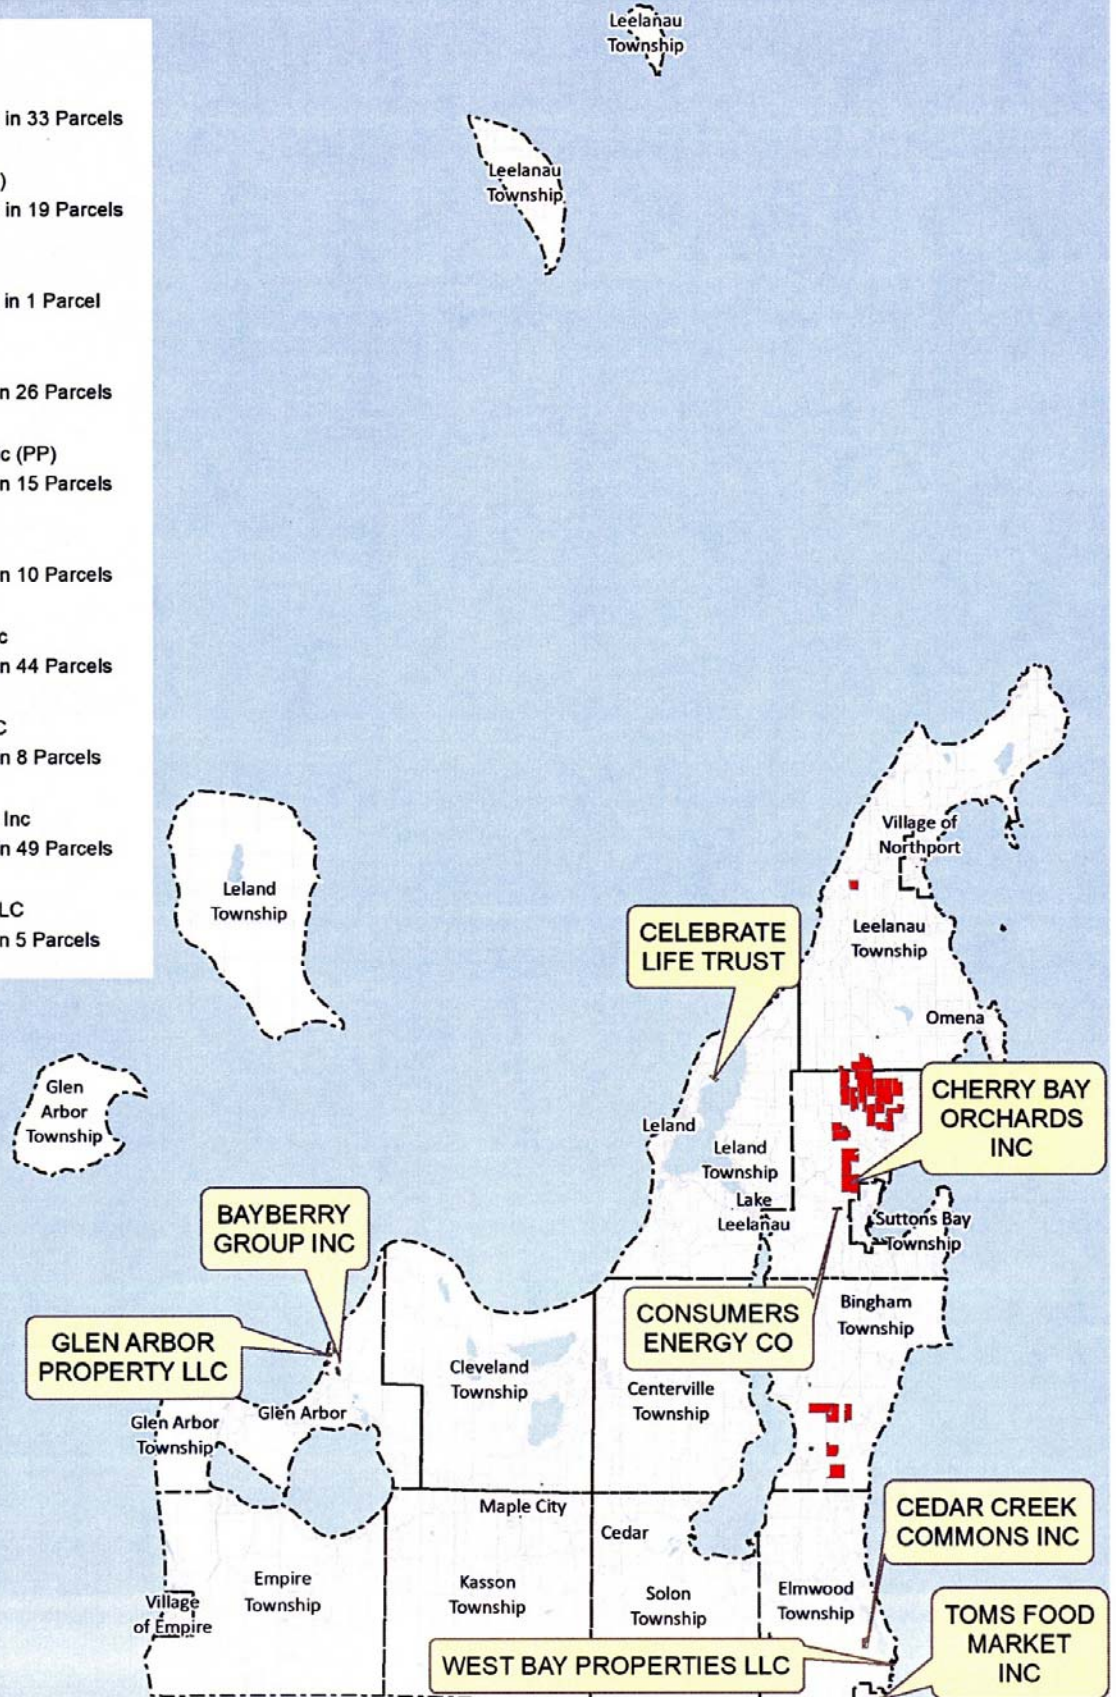 in 33 Parcels
)
in 19 Parcels
in 1 Parcel
n 26 Parcels
c (PP)
n 15 Parcels
n 10 Parcels
c
n 44 Parcels
C
n 8 Parcels
Inc
n 49 Parcels
LC
n 5 Parcels
Leelanau
Township
Leelanau
Township
Leland
Township
Glen
Arbor
Township
Village of
Northport
Leelanau
Township
Omena
CELEBRATE
LIFE TRUST
CHERRY BAY
ORCHARDS
INC
Leland
Leland
Township
Lake
Leelanau
Suttons Bay
Township
BAYBERRY
GROUP INC
GLEN ARBOR
PROPERTY LLC
CONSUMERS
ENERGY CO
Bingham
Township
Cleveland
Township
Centerville
Township
Glen Arbor
Township
Glen Arbor
Maple City
Cedar
CEDAR CREEK
COMMONS INC
Empire
Township
Village
of Empire
Kasson
Township
Solon
Township
Elmwood
Township
TOMS FOOD
MARKET
INC
WEST BAY PROPERTIES LLC